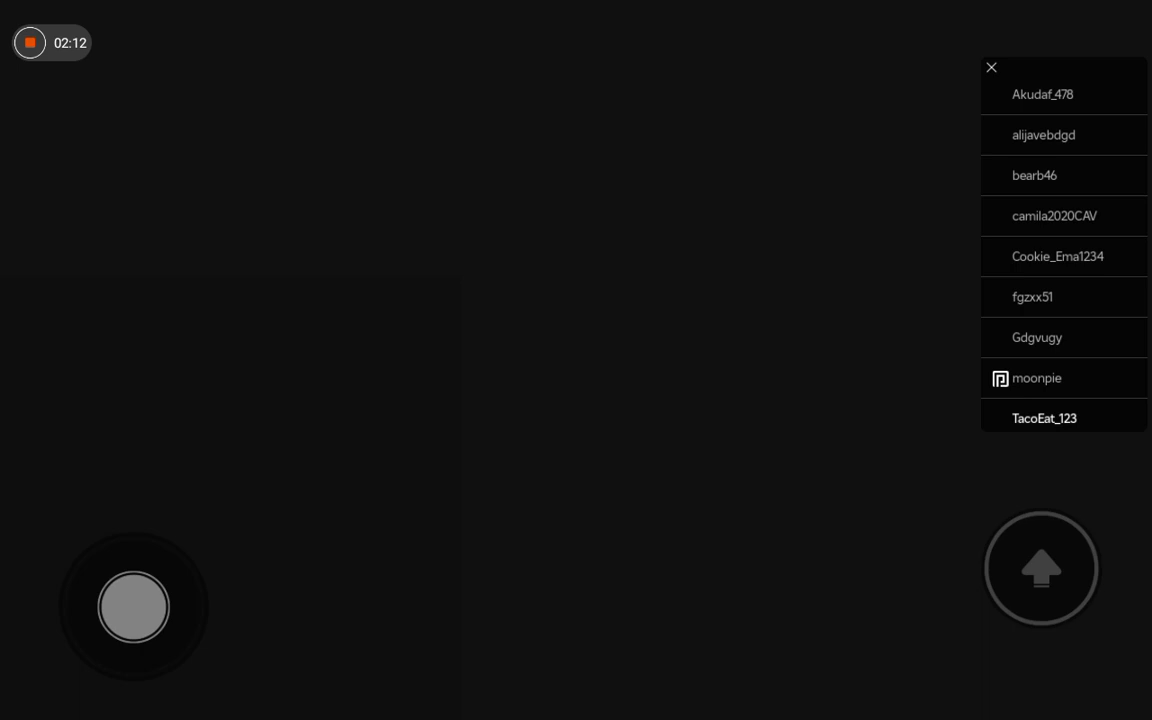 02:12
Akudaf_478
alijavebdgd
bearb46
camila2020CAV
Cookie_Ema1234
fgzxx51
Gdgvugy
moonpie
TacoEat_123